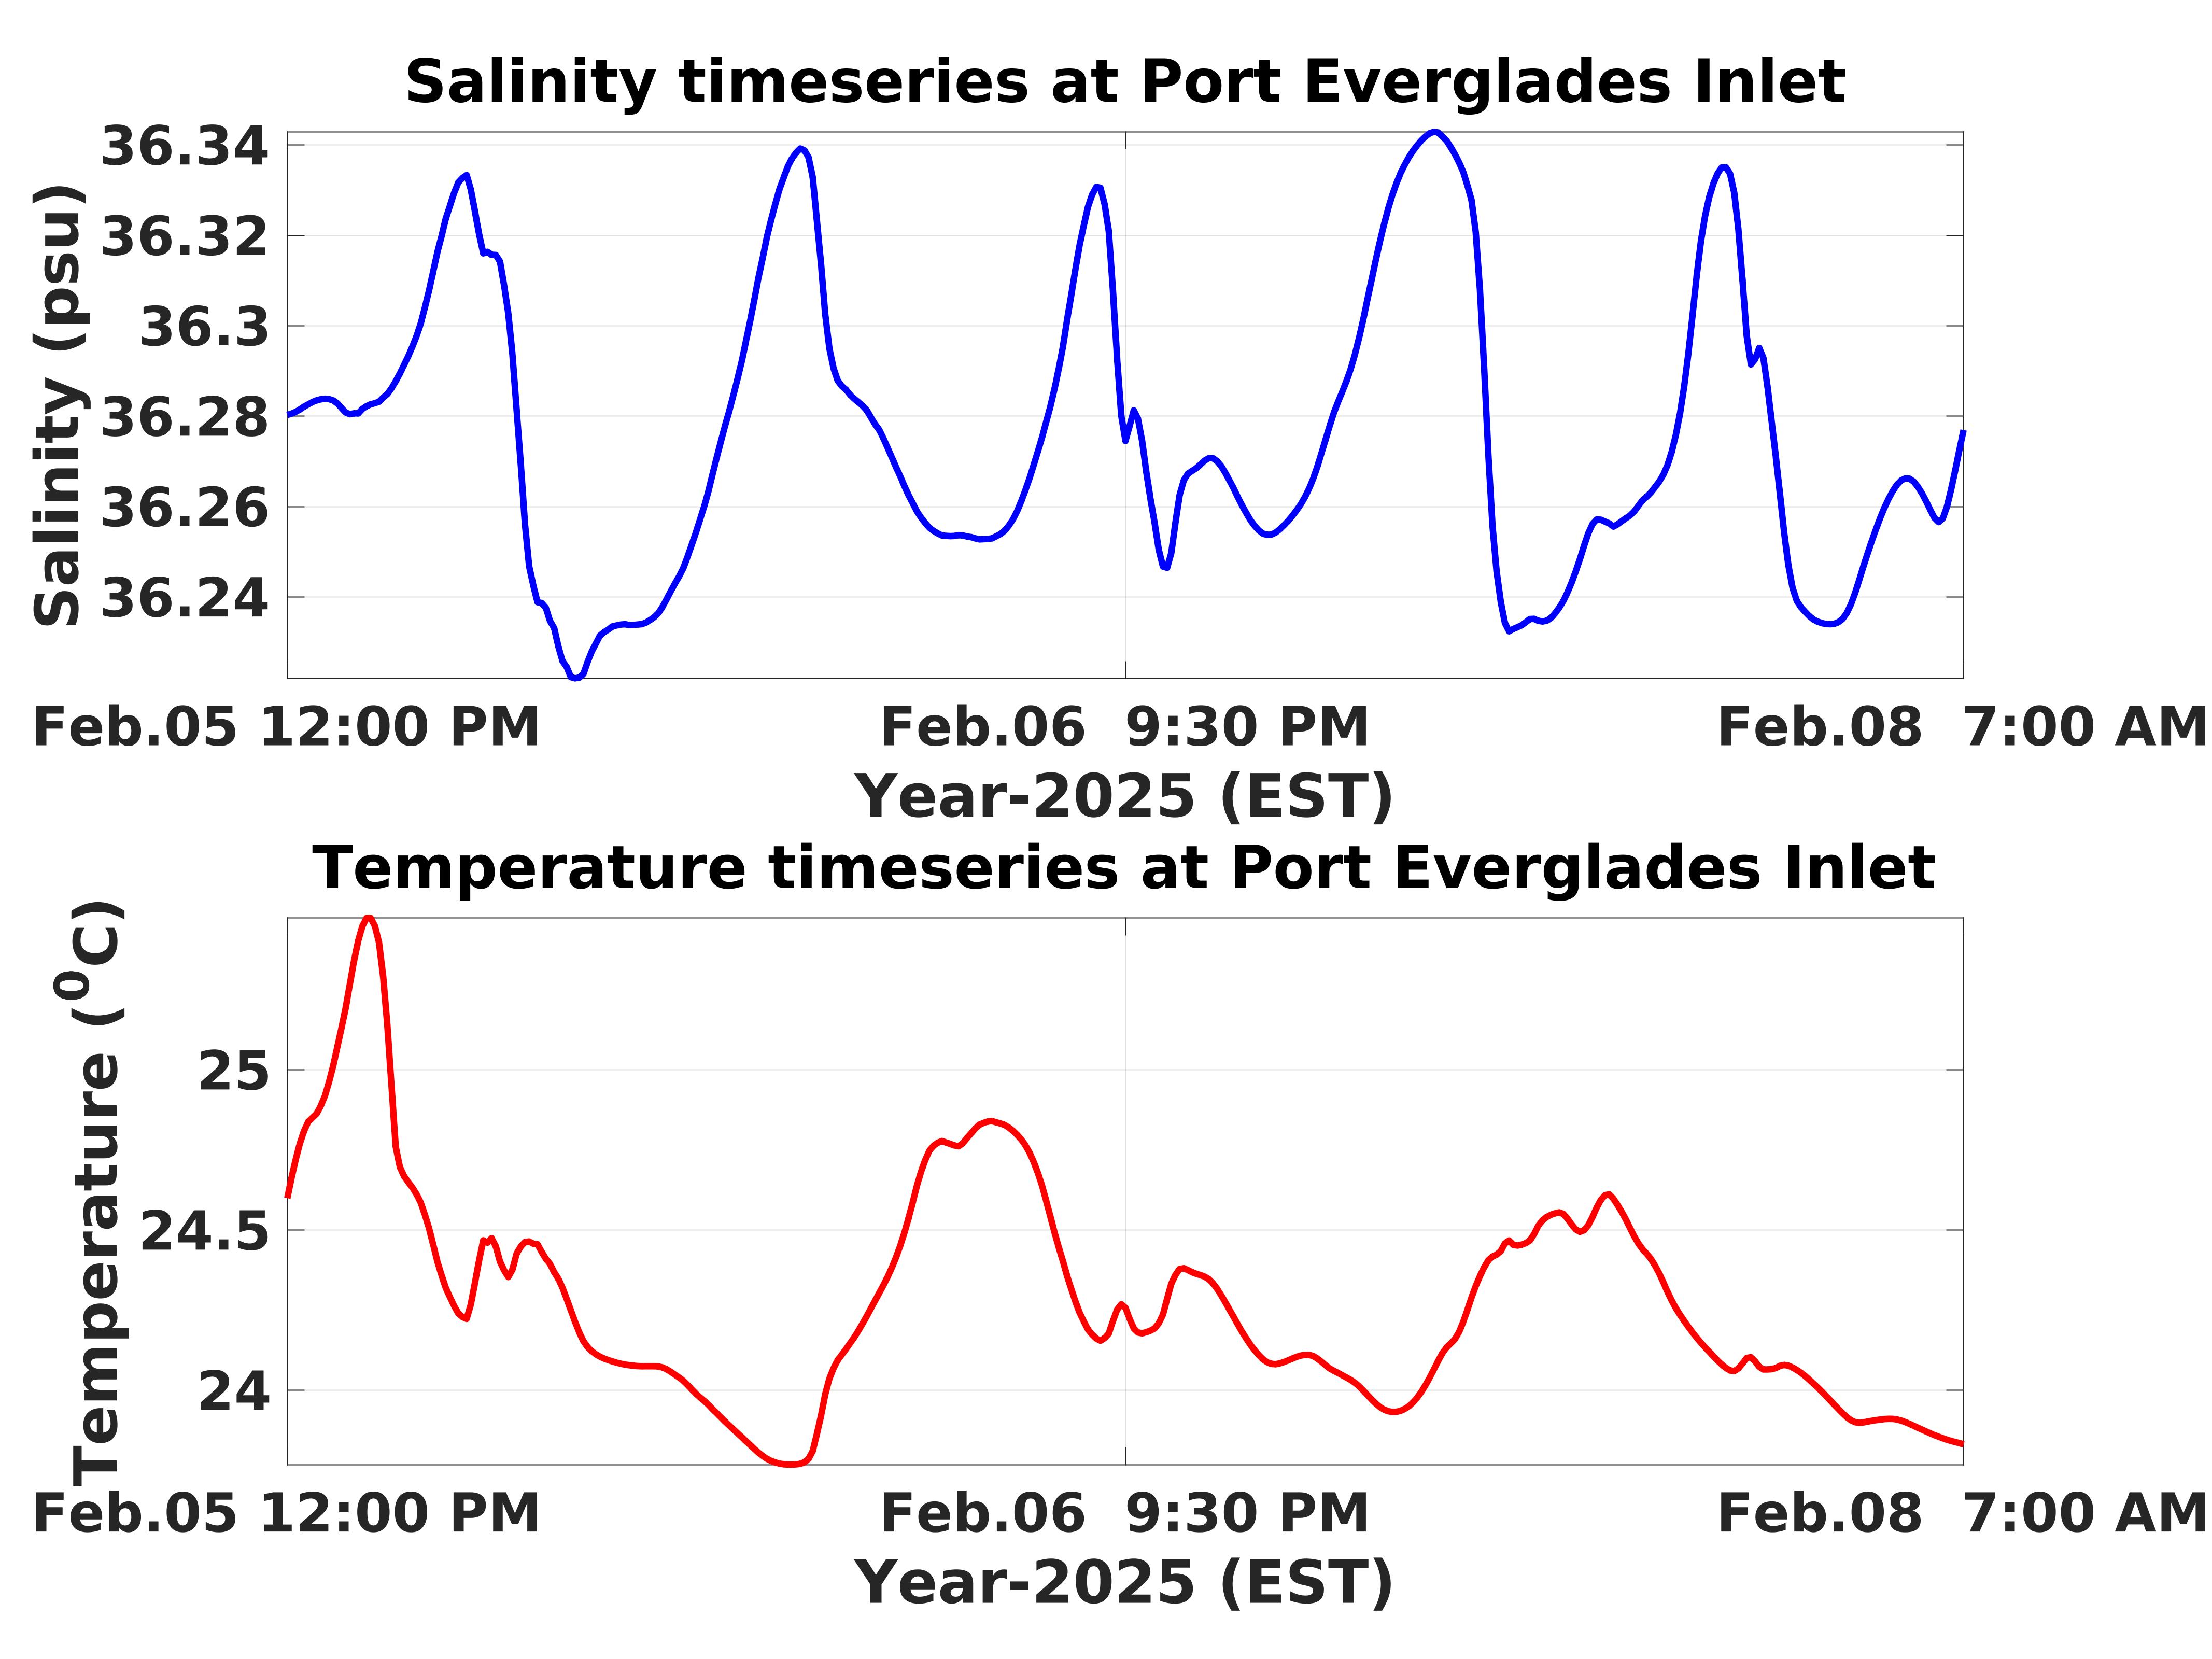 Salinity timeseries at Port Everglades Inlet
Salinity (psu)
36.34
36.32
36.3
36.28
36.26
36.24
Feb.05 12:00 PM
Feb.06 9:30 PM
Feb.08 7:00 AM
Year-2025 (EST)
Temperature timeseries at Port Everglades Inlet
Temperature (⁰C)
25
24.5
24
Feb.05 12:00 PM
Feb.06 9:30 PM
Feb.08 7:00 AM
Year-2025 (EST)